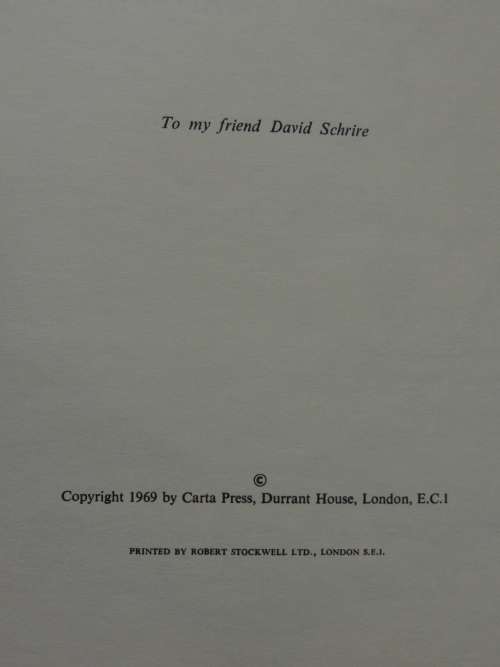 To my friend David Schrire
©
Copyright 1969 by Carta Press, Durrant House, London, E.C.1
PRINTED BY ROBERT STOCKWELL LTD., LONDON S.E.1.